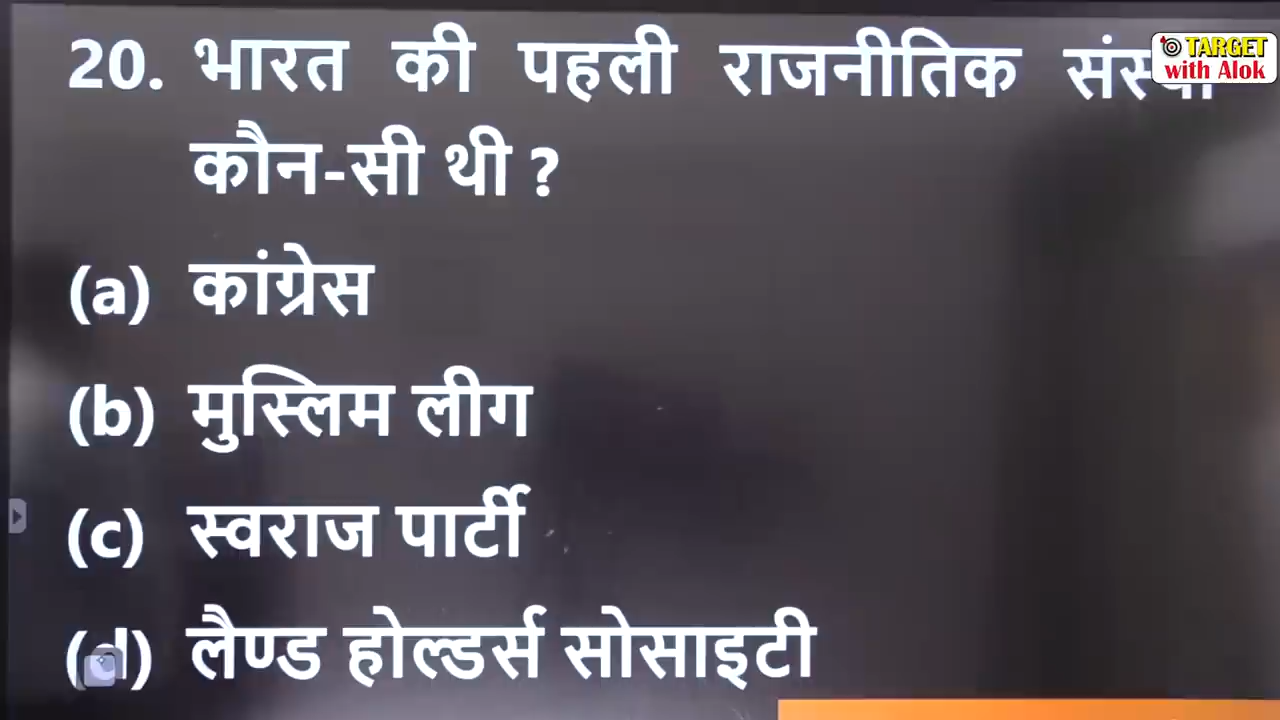 20. भारत की पहली राजनीतिक
TARGET
with Alok
कौन-सी थी ?
(a) कांग्रेस
(b) मुस्लिम लीग
(c) स्वराज पार्टी
(d) लैण्ड होल्डर्स सोसाइटी